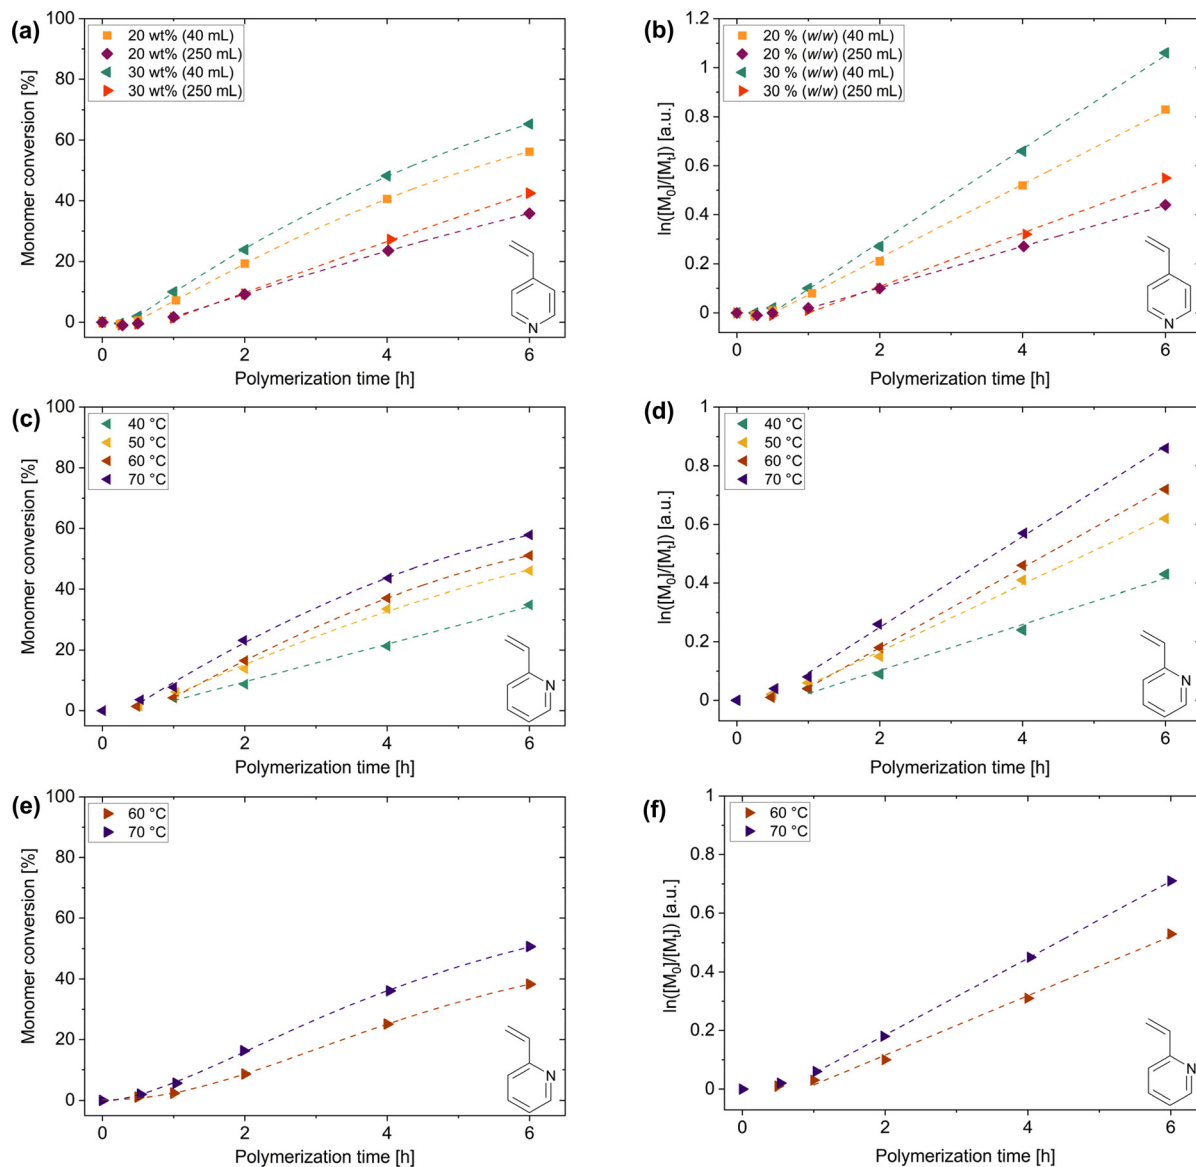 (a)
20 wt% (40 mL)
20 wt% (250 mL)
30 wt% (40 mL)
30 wt% (250 mL)
Monomer conversion [%]
100
80
60
40
20
0
0 2 4 6
Polymerization time [h]
N
(b)
20 % (w/w) (40 mL)
20 % (w/w) (250 mL)
30 % (w/w) (40 mL)
30 % (w/w) (250 mL)
ln([M0]/[Mt]) [a.u.]
1.2
1
0.8
0.6
0.4
0.2
0
0 2 4 6
Polymerization time [h]
N
(c)
40 °C
50 °C
60 °C
70 °C
Monomer conversion [%]
100
80
60
40
20
0
0 2 4 6
Polymerization time [h]
N
(d)
40 °C
50 °C
60 °C
70 °C
ln([M0]/[Mt]) [a.u.]
1
0.8
0.6
0.4
0.2
0
0 2 4 6
Polymerization time [h]
N
(e)
60 °C
70 °C
Monomer conversion [%]
100
80
60
40
20
0
0 2 4 6
Polymerization time [h]
N
(f)
60 °C
70 °C
ln([M0]/[Mt]) [a.u.]
1
0.8
0.6
0.4
0.2
0
0 2 4 6
Polymerization time [h]
N